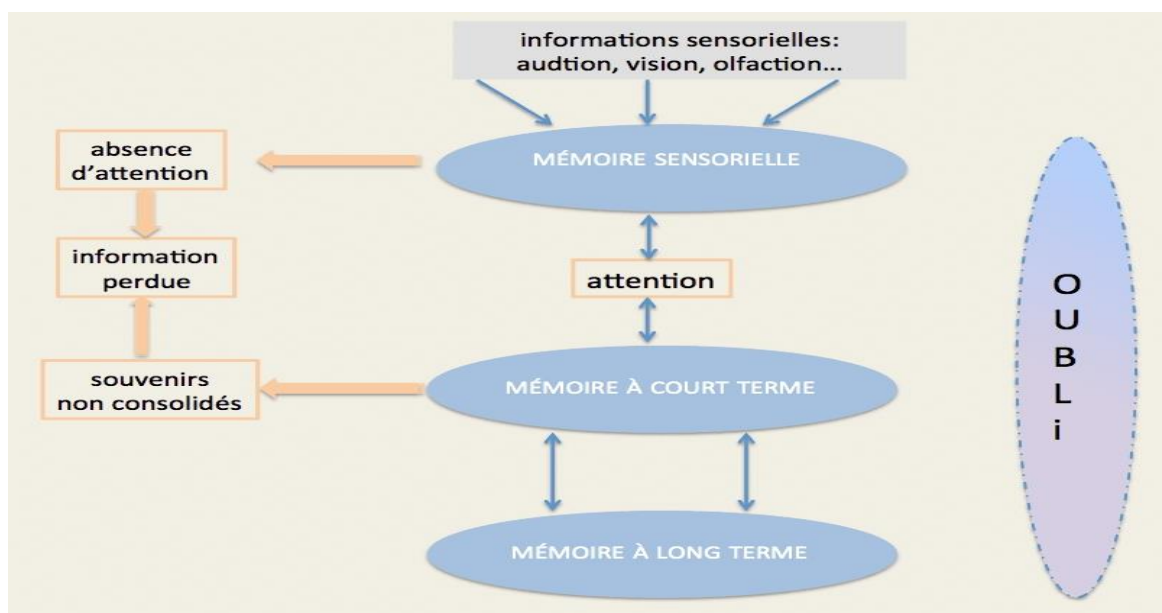 informations sensorielles:
audtion, vision, olfaction...
MÉMOIRE SENSORIELLE
absence
d'attention
information
perdue
attention
souvenirs
non consolidés
MÉMOIRE À COURT TERME
MÉMOIRE À LONG TERME
O
U
B
L
i